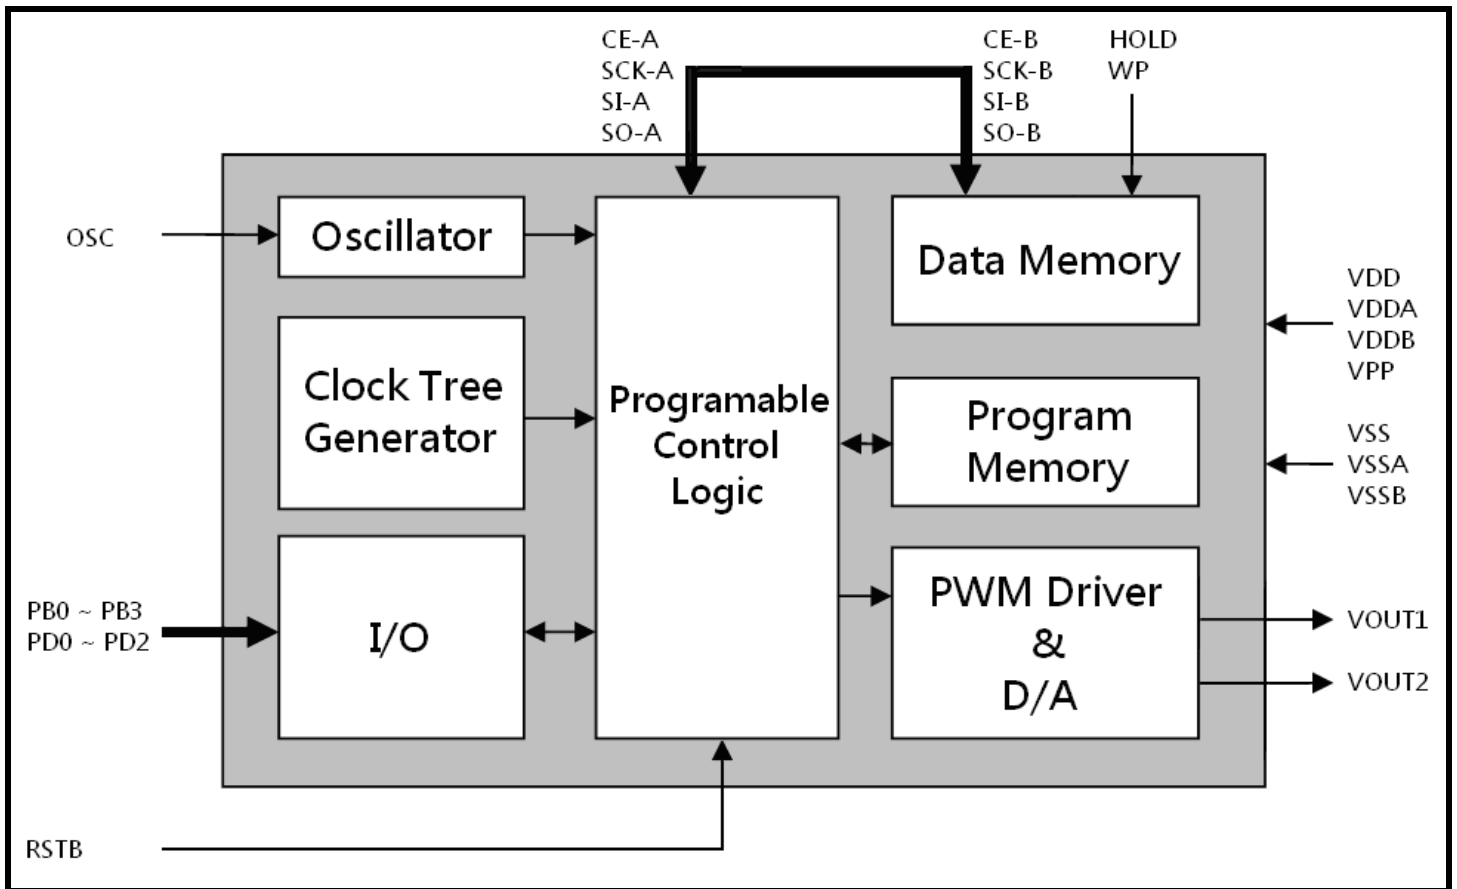 CE-A
SCK-A
SI-A
SO-A
CE-B
SCK-B
SI-B
SO-B
HOLD
WP
OSC
Oscillator
Data Memory
Clock Tree
Generator
Programable
Control
Logic
Program
Memory
VDD
VDDA
VDDB
VPP
VSS
VSSA
VSSB
PB0 ~ PB3
PD0 ~ PD2
I/O
PWM Driver
&
D/A
VOUT1
VOUT2
RSTB